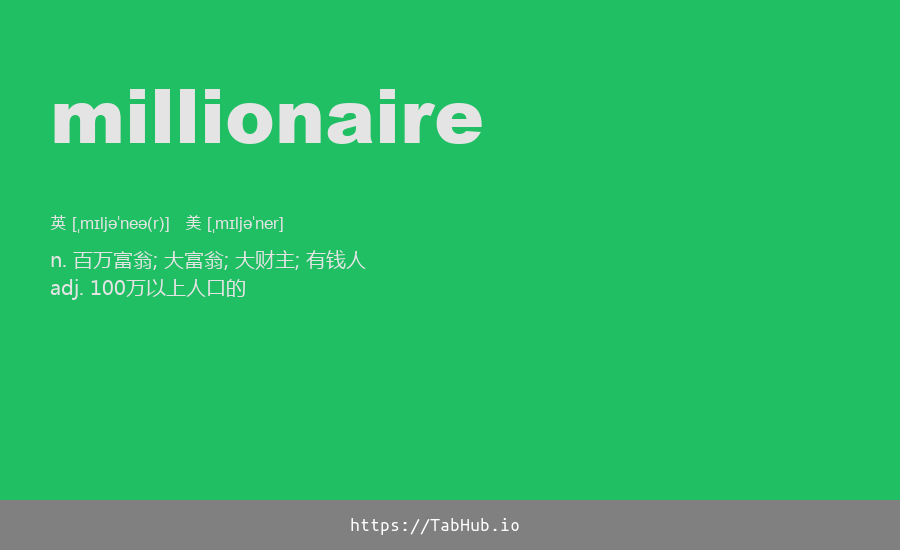 millionaire
英 [ˌmɪljəˈneə(r)] 美 [ˌmɪljəˈner]
n. 百万富翁; 大富翁; 大财主; 有钱人
adj. 100万以上人口的
https://TabHub.io